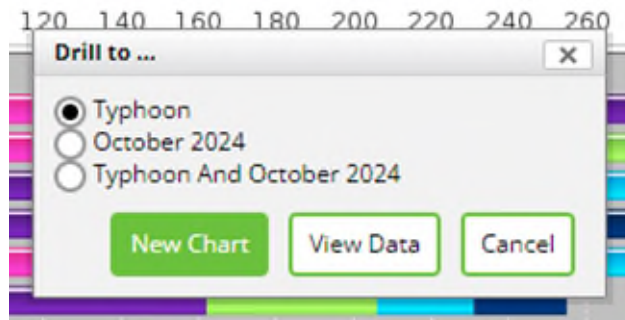 120 140 160 180 200 220 240 260
Drill to ...
Typhoon
October 2024
Typhoon And October 2024
New Chart View Data Cancel